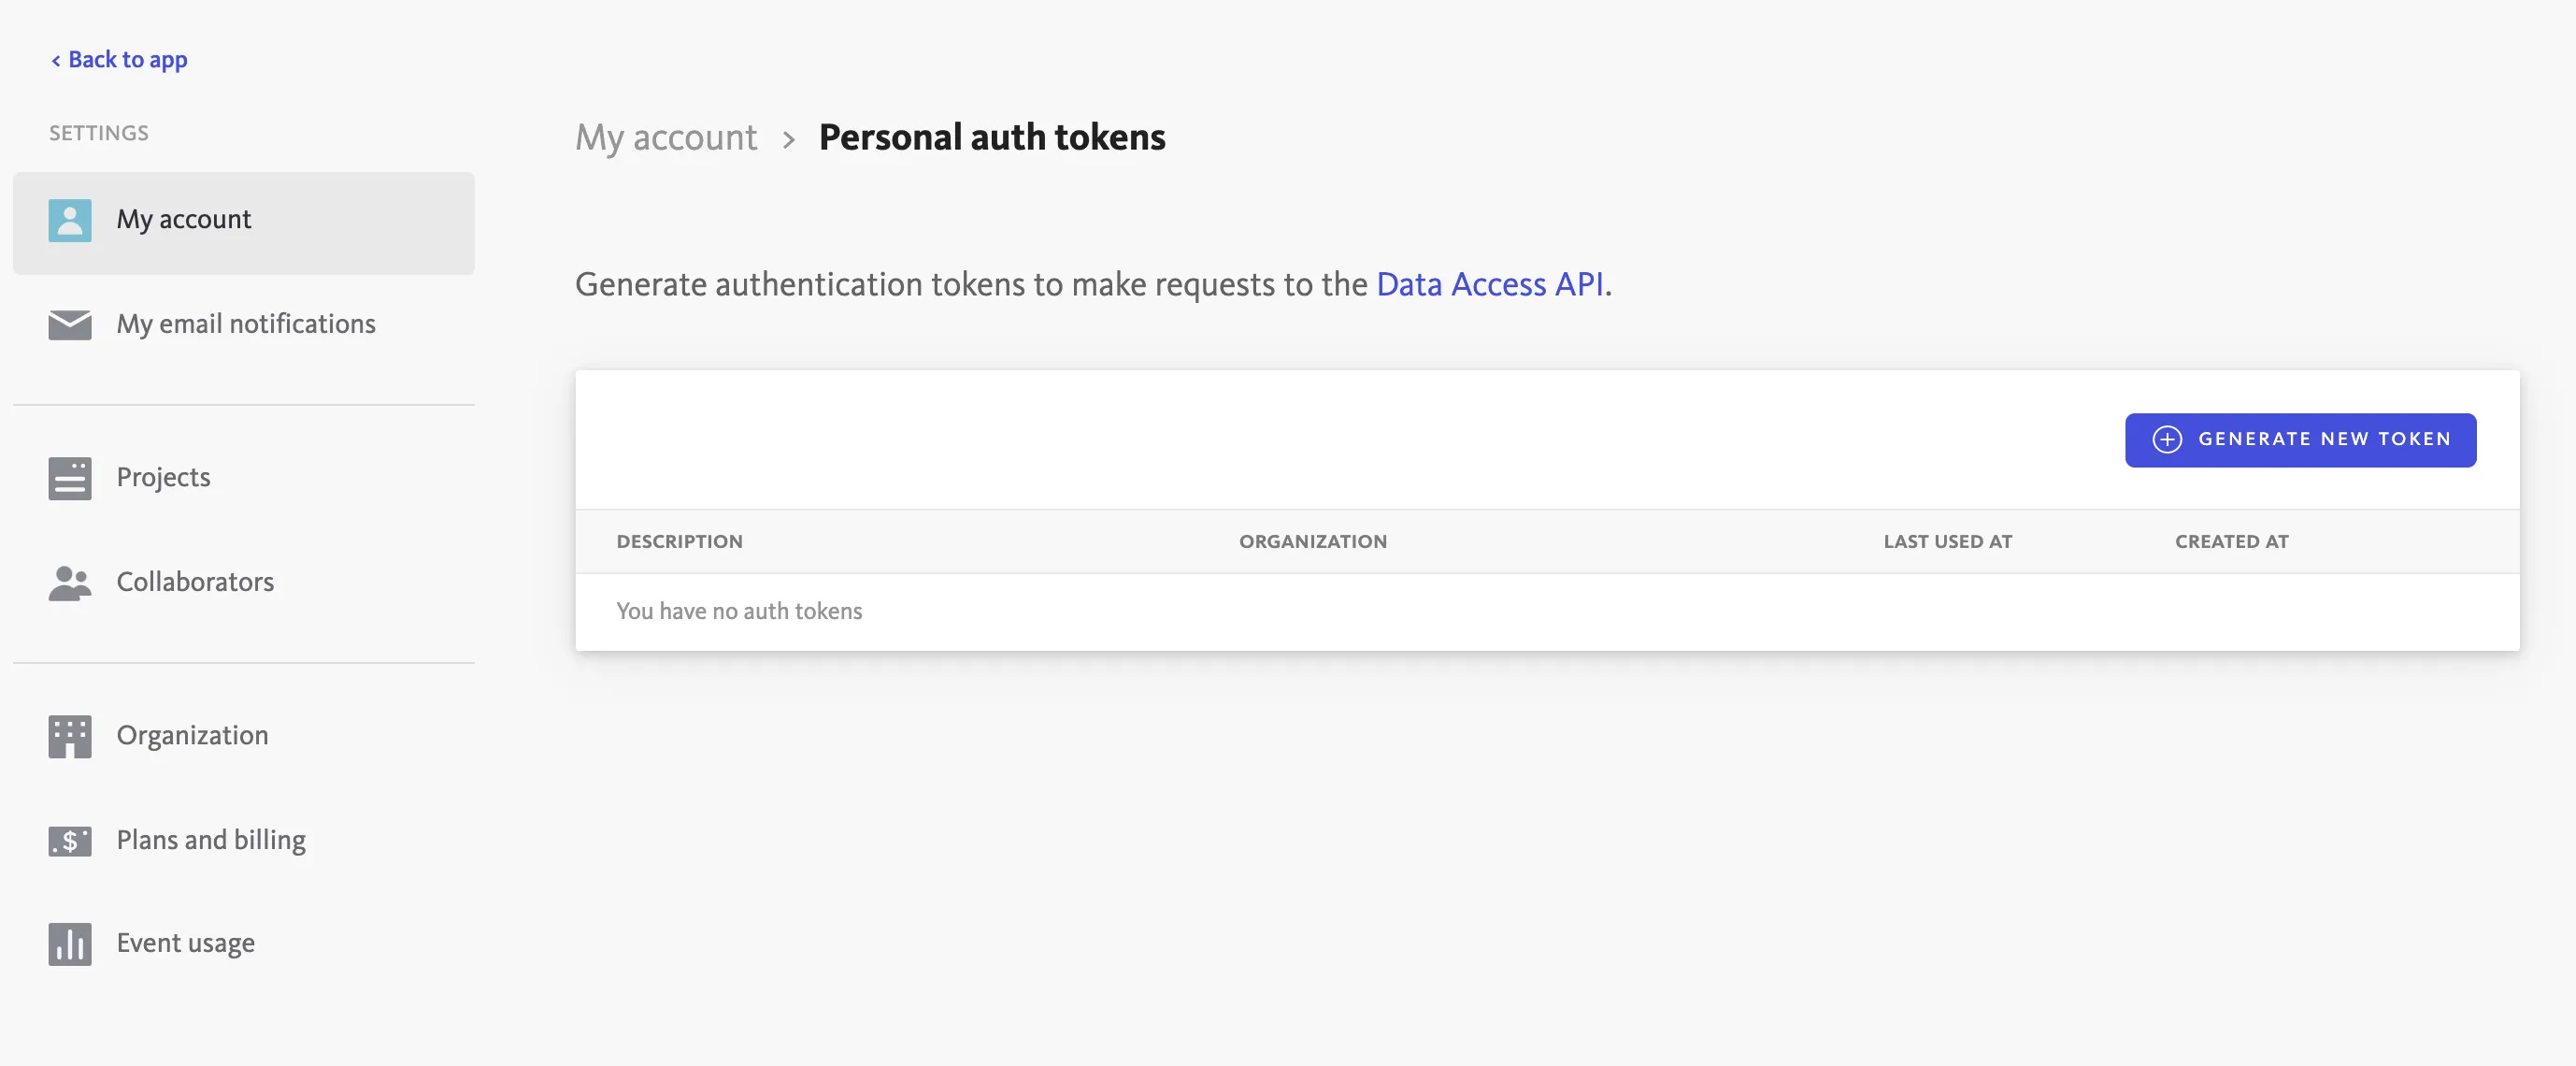 ‹ Back to app
SETTINGS
My account
My email notifications
Projects
Collaborators
Organization
$ Plans and billing
Event usage
My account › Personal auth tokens
Generate authentication tokens to make requests to the Data Access API.
GENERATE NEW TOKEN
DESCRIPTION ORGANIZATION LAST USED AT CREATED AT
You have no auth tokens